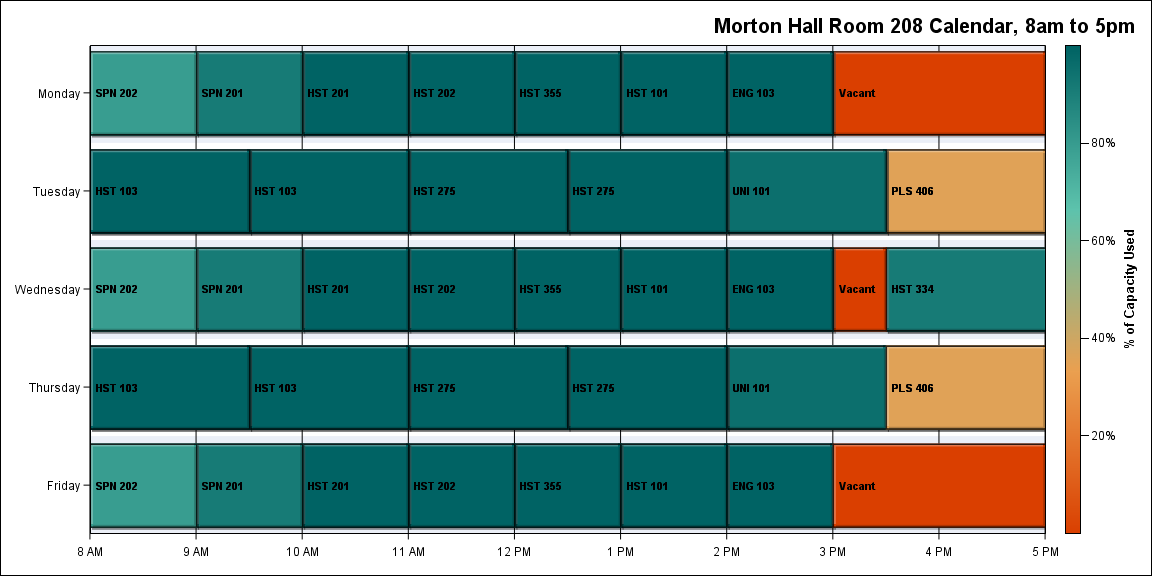 Morton Hall Room 208 Calendar, 8am to 5pm
Monday
SPN 202
SPN 201
HST 201
HST 202
HST 355
HST 101
ENG 103
Vacant
Tuesday
HST 103
HST 103
HST 275
HST 275
UNI 101
PLS 406
Wednesday
SPN 202
SPN 201
HST 201
HST 202
HST 355
HST 101
ENG 103
Vacant
HST 334
Thursday
HST 103
HST 103
HST 275
HST 275
UNI 101
PLS 406
Friday
SPN 202
SPN 201
HST 201
HST 202
HST 355
HST 101
ENG 103
Vacant
8 AM
9 AM
10 AM
11 AM
12 PM
1 PM
2 PM
3 PM
4 PM
5 PM
80%
60%
40%
20%
% of Capacity Used